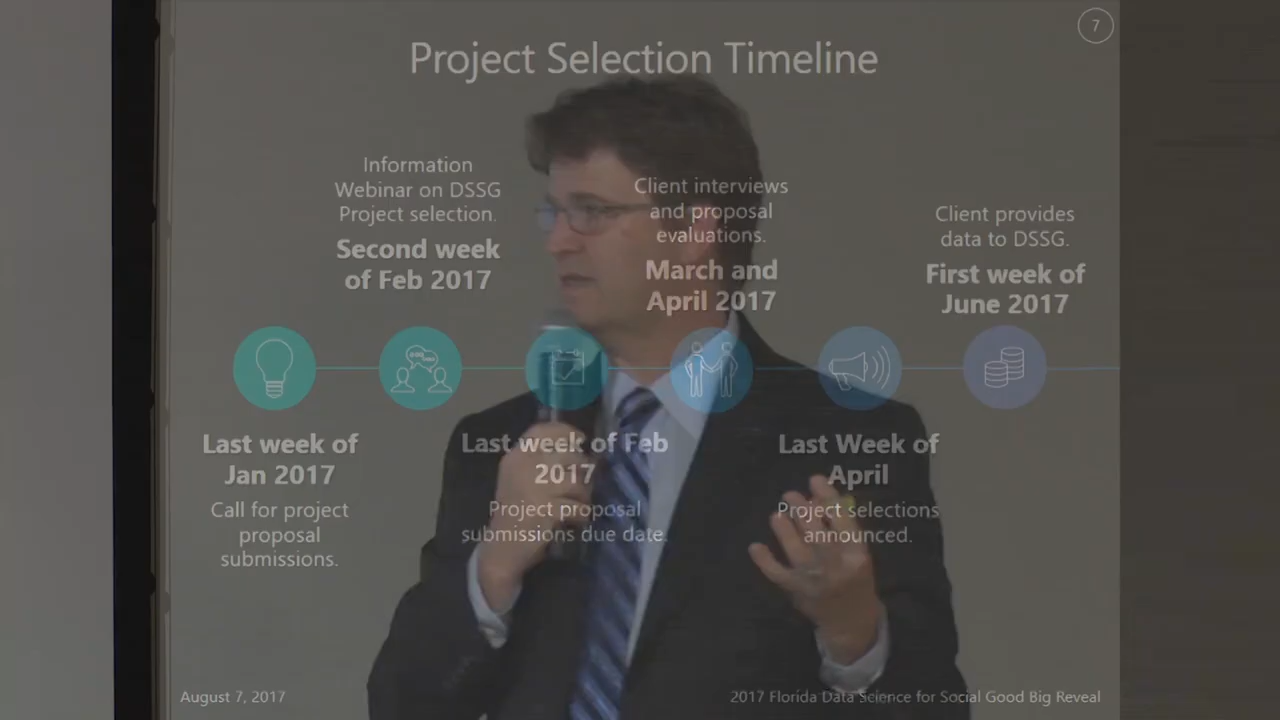 7
Project Selection Timeline
Information
Webinar on DSSG
Project selection.
Second week
of Feb 2017
Client interviews
and proposal
evaluations.
March and
April 2017
Client provides
data to DSSG.
First week of
June 2017
Last week of
Jan 2017
Call for project
proposal
submissions.
Last week of Feb
2017
Project proposal
submissions due date.
Last Week of
April
Project selections
announced.
August 7, 2017
2017 Florida Data Science for Social Good Big Reveal